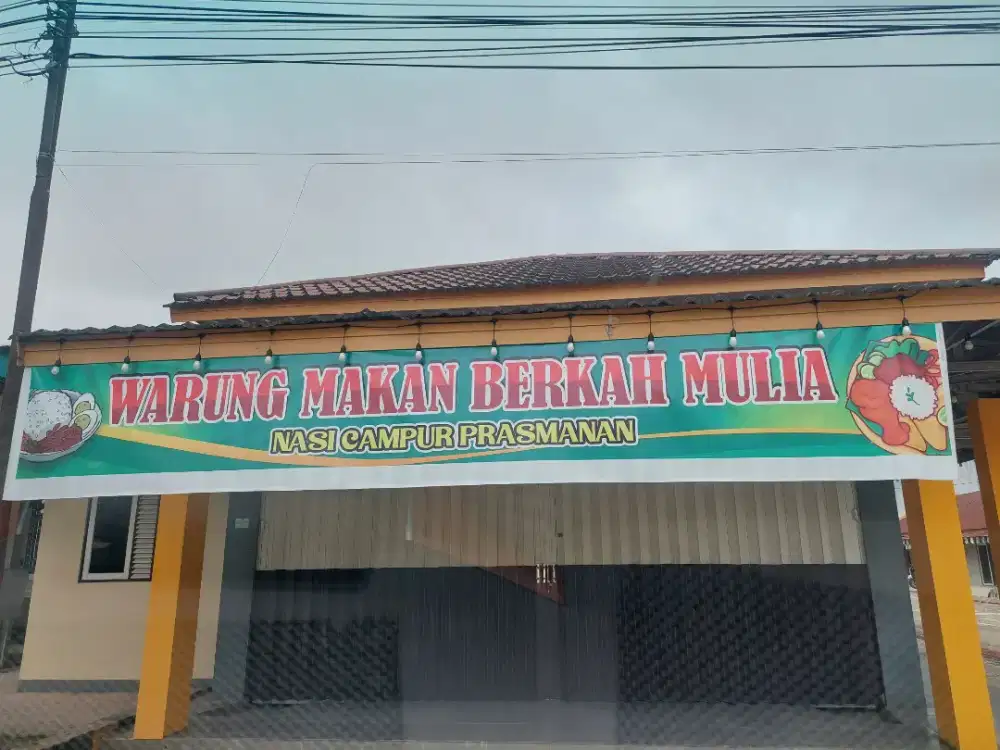 WARUNG MAKAN BERKAH MULIA
NASI CAMPUR PRASMANAN